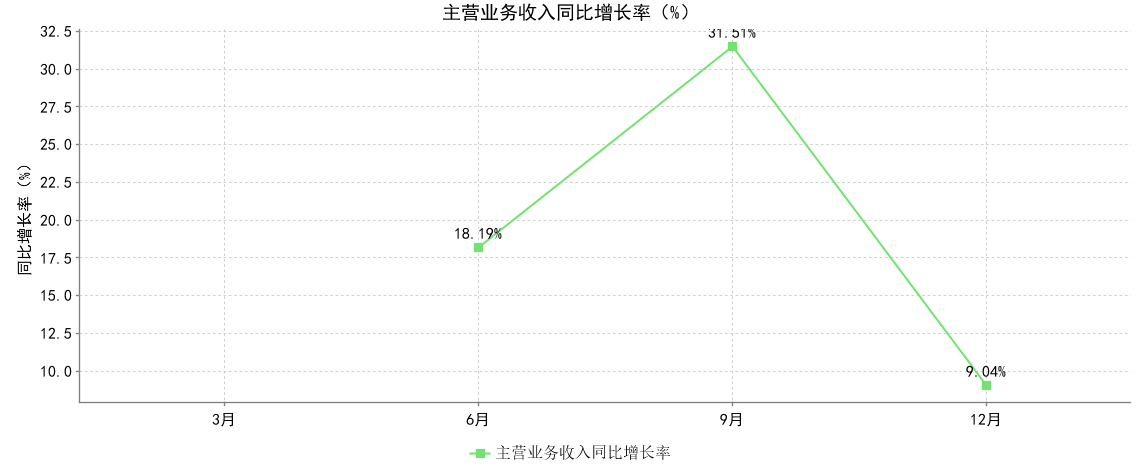 主营业务收入同比增长率（%）
同比增长率（%）
32.5
30.0
27.5
25.0
22.5
20.0
17.5
15.0
12.5
10.0
31.51%
18.19%
9.04%
3月
6月
9月
12月
主营业务收入同比增长率